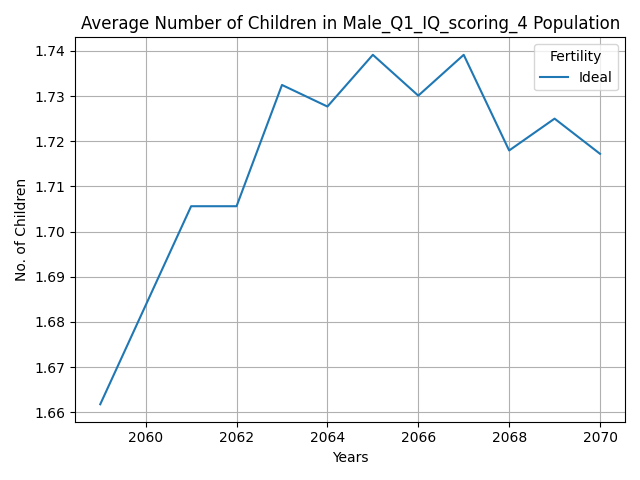 Average Number of Children in Male_Q1_IQ_scoring_4 Population
Fertility
Ideal
No. of Children
1.74
1.73
1.72
1.71
1.70
1.69
1.68
1.67
1.66
2060 2062 2064 2066 2068 2070
Years